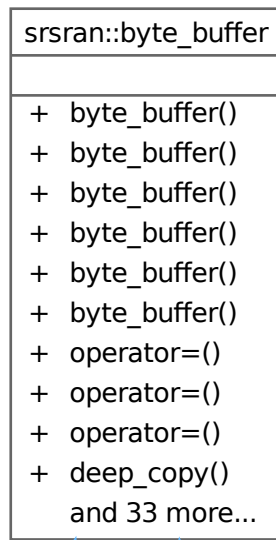 srsran::byte_buffer
+ byte_buffer()
+ byte_buffer()
+ byte_buffer()
+ byte_buffer()
+ byte_buffer()
+ byte_buffer()
+ operator=()
+ operator=()
+ operator=()
+ deep_copy()
and 33 more...